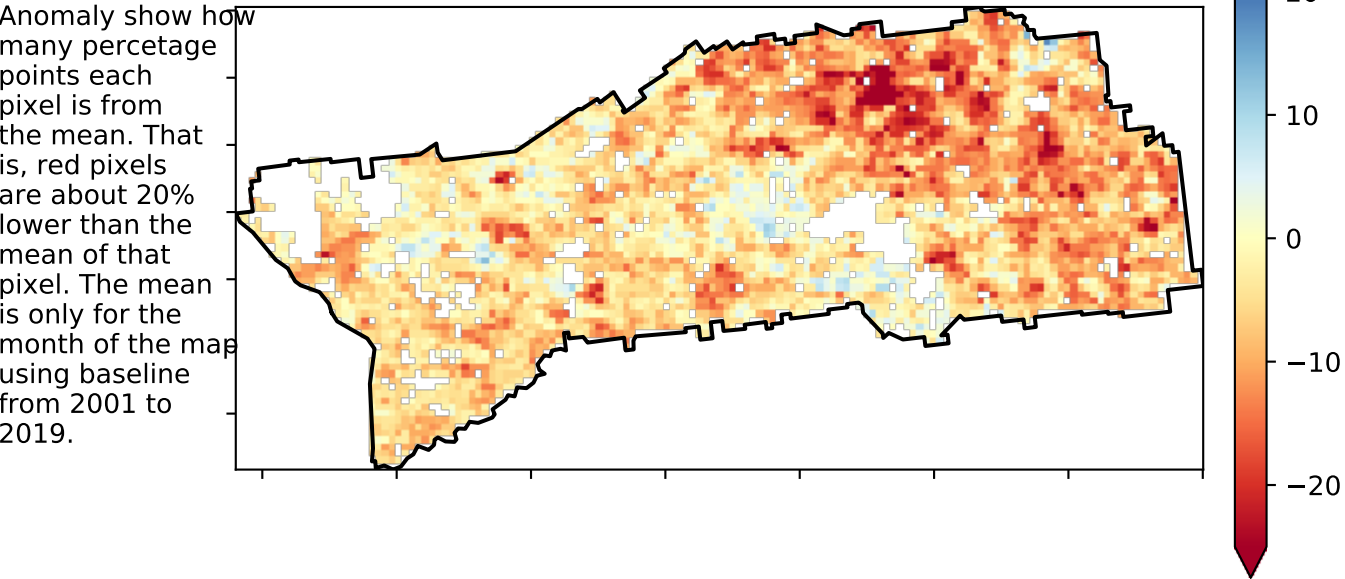 Anomaly show how
many percetage
points each
pixel is from
the mean. That
is, red pixels
are about 20%
lower than the
mean of that
pixel. The mean
is only for the
month of the map
using baseline
from 2001 to
2019.
10
0
−10
−20